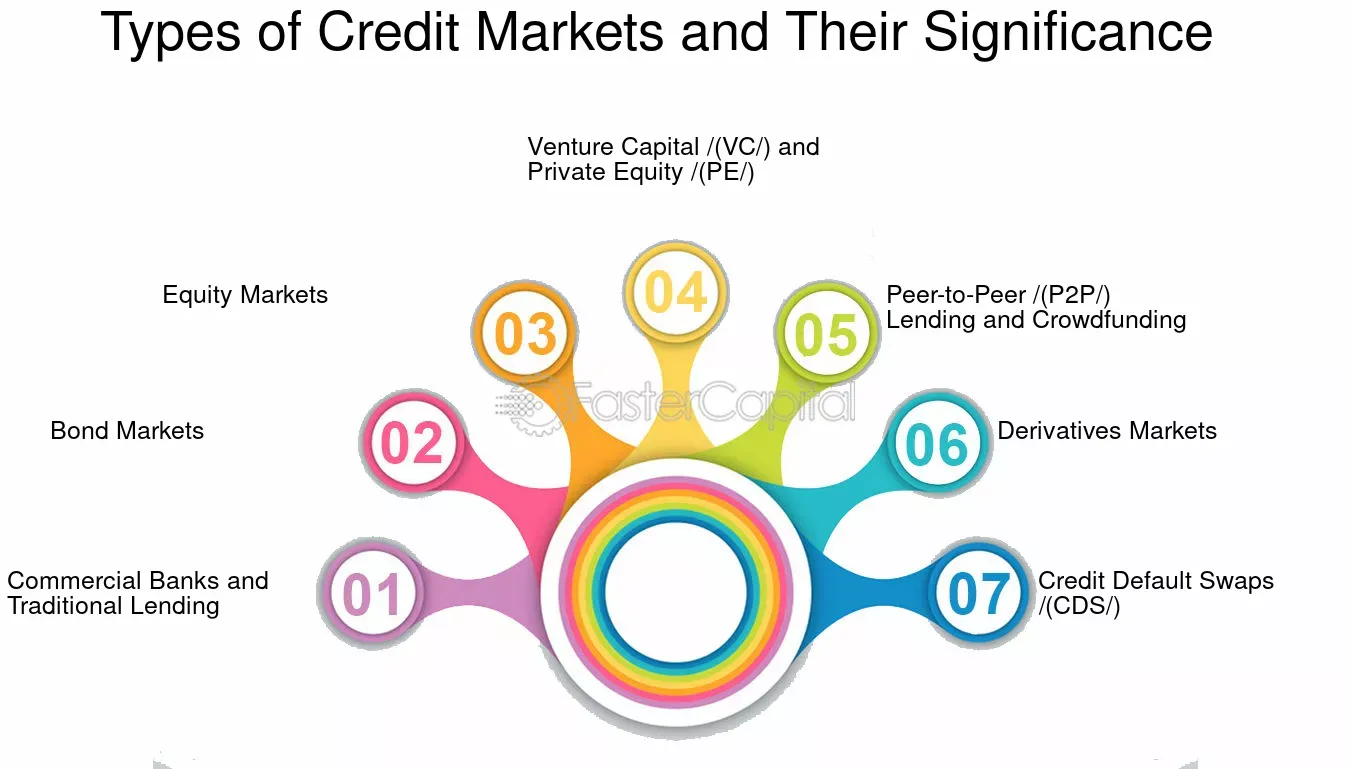 Types of Credit Markets and Their Significance
Venture Capital /(VC/) and
Private Equity /(PE/)
Equity Markets
03
04
05
Peer-to-Peer /(P2P/)
Lending and Crowdfunding
FasterCapital
Bond Markets
02
06
Derivatives Markets
Commercial Banks and
Traditional Lending
01
07
Credit Default Swaps
/(CDS/)